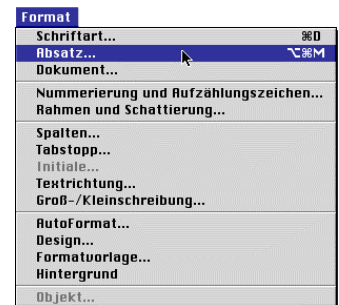 Format
Schriftart... ⌘D
Absatz... ⌥⌘M
Dokument...
Nummerierung und Aufzählungszeichen...
Rahmen und Schattierung...
Spalten...
Tabstopp...
Initiale...
Textrichtung...
Groß-/Kleinschreibung...
AutoFormat...
Design...
Formatvorlage...
Hintergrund
Objekt...